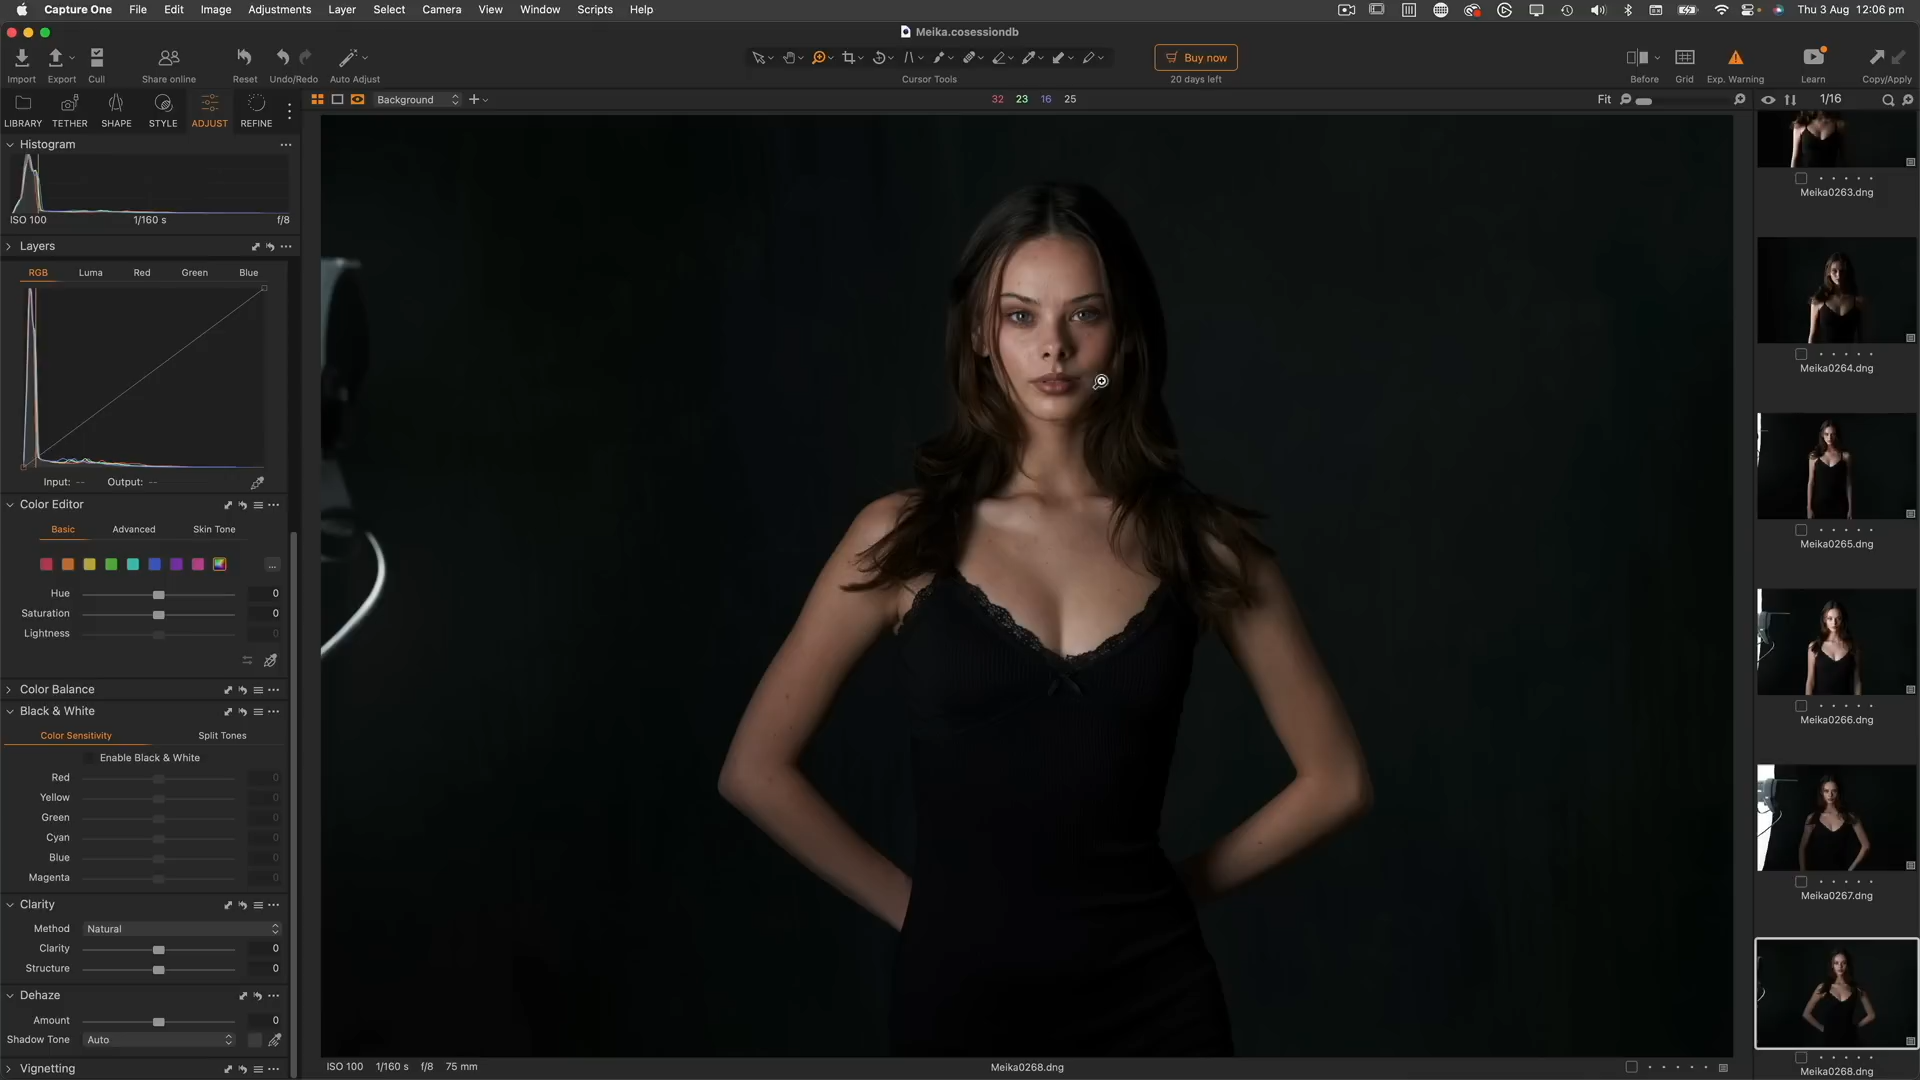 Capture One File Edit Image Adjustments Layer Select Camera View Window Scripts Help Thu 3 Aug 12:06 pm
Meika.cosessiondb
Import Export Cull Share online Reset Undo/Redo Auto Adjust Cursor Tools Buy now 20 days left Before Grid Exp. Warning Learn Copy/Apply
LIBRARY TETHER SHAPE STYLE ADJUST REFINE
Background 32 23 16 25 Fit 1/16
Histogram
ISO 100 1/160 s f/8
Layers
RGB Luma Red Green Blue
Input: -- Output: --
Color Editor
Basic Advanced Skin Tone
...
Hue 0
Saturation 0
Lightness 0
Color Balance
Black & White
Color Sensitivity Split Tones
Enable Black & White
Red 0
Yellow 0
Green 0
Cyan 0
Blue 0
Magenta 0
Clarity
Method Natural
Clarity 0
Structure 0
Dehaze
Amount 0
Shadow Tone Auto
Vignetting
ISO 100 1/160 s f/8 75 mm Meika0268.dng
Meika0263.dng
Meika0264.dng
Meika0265.dng
Meika0266.dng
Meika0267.dng
Meika0268.dng